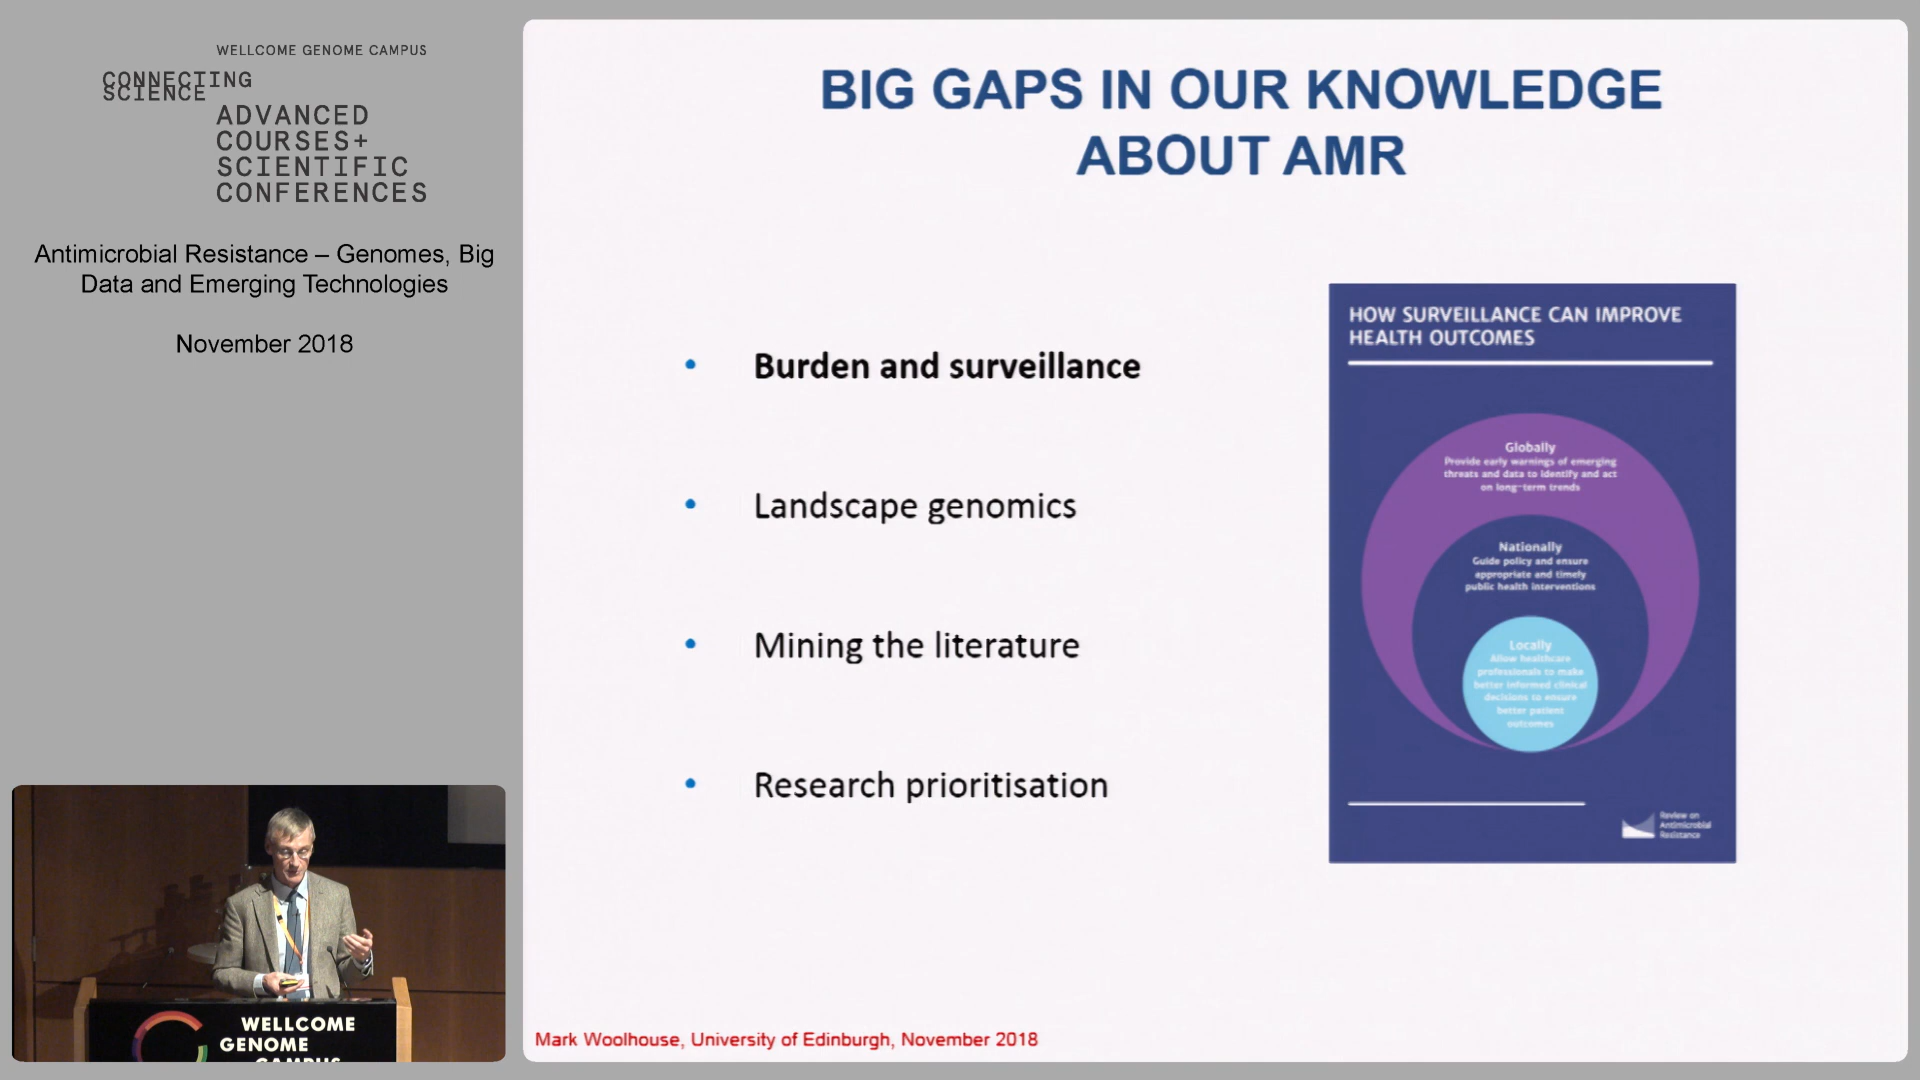 WELLCOME GENOME CAMPUS
CONNECTING
SCIENCE
ADVANCED
COURSES+
SCIENTIFIC
CONFERENCES
Antimicrobial Resistance – Genomes, Big
Data and Emerging Technologies
November 2018
BIG GAPS IN OUR KNOWLEDGE
ABOUT AMR
• Burden and surveillance
• Landscape genomics
• Mining the literature
• Research prioritisation
HOW SURVEILLANCE CAN IMPROVE
HEALTH OUTCOMES
Globally
Provide early warnings of emerging
threats and data to identify and act
on long-term trends
Nationally
Guide policy and ensure
appropriate and timely
public health interventions
Locally
Allow healthcare
professionals to make
better informed clinical
decisions to ensure
better patient
outcomes
Review on
Antimicrobial
Resistance
WELLCOME
GENOME
CAMPUS
Mark Woolhouse, University of Edinburgh, November 2018